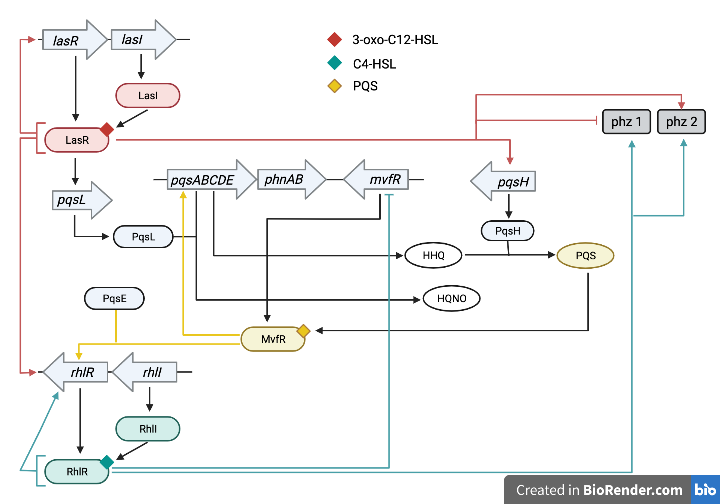 lasR lasI
3-oxo-C12-HSL
C4-HSL
PQS
LasI
LasR
phz 1 phz 2
pqsL
pqsABCDE phnAB mvfR pqsH
PqsL
PqsH
HHQ
PQS
PqsE
HQNO
MvfR
rhlR rhlI
RhlI
RhlR
Created in BioRender.com bio